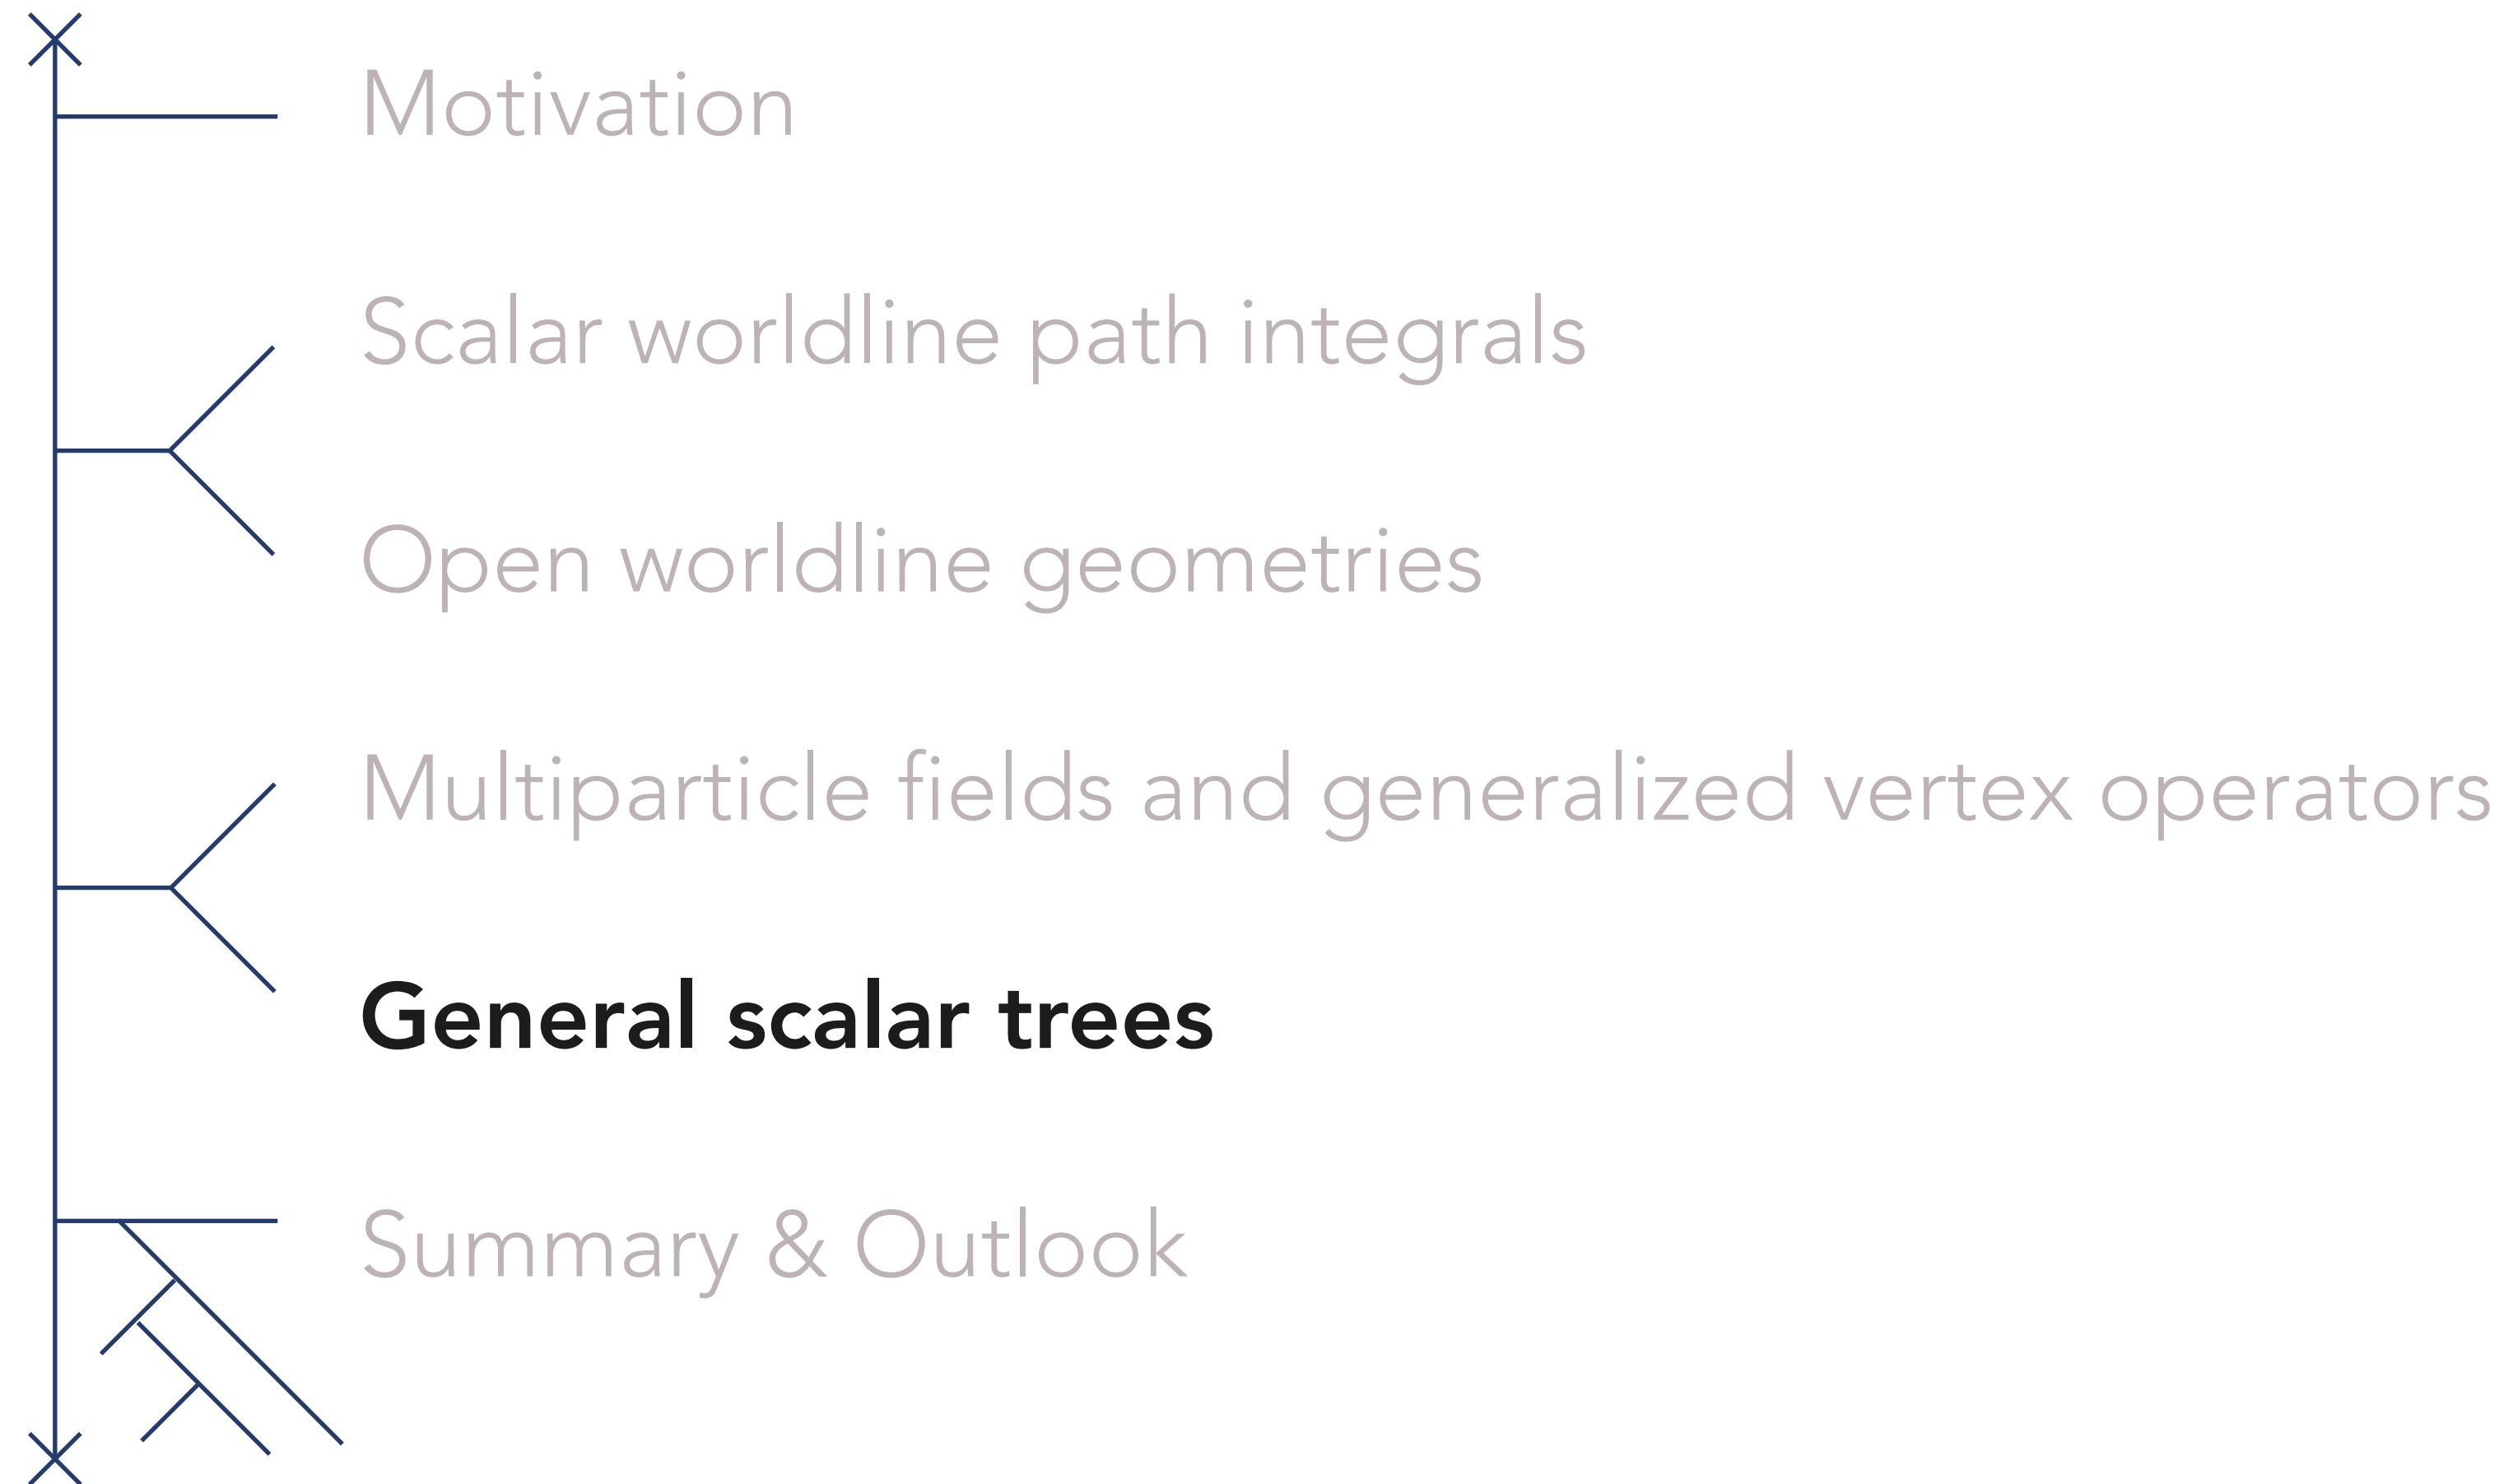 Motivation
Scalar worldline path integrals
Open worldline geometries
Multiparticle fields and generalized vertex operators
General scalar trees
Summary & Outlook